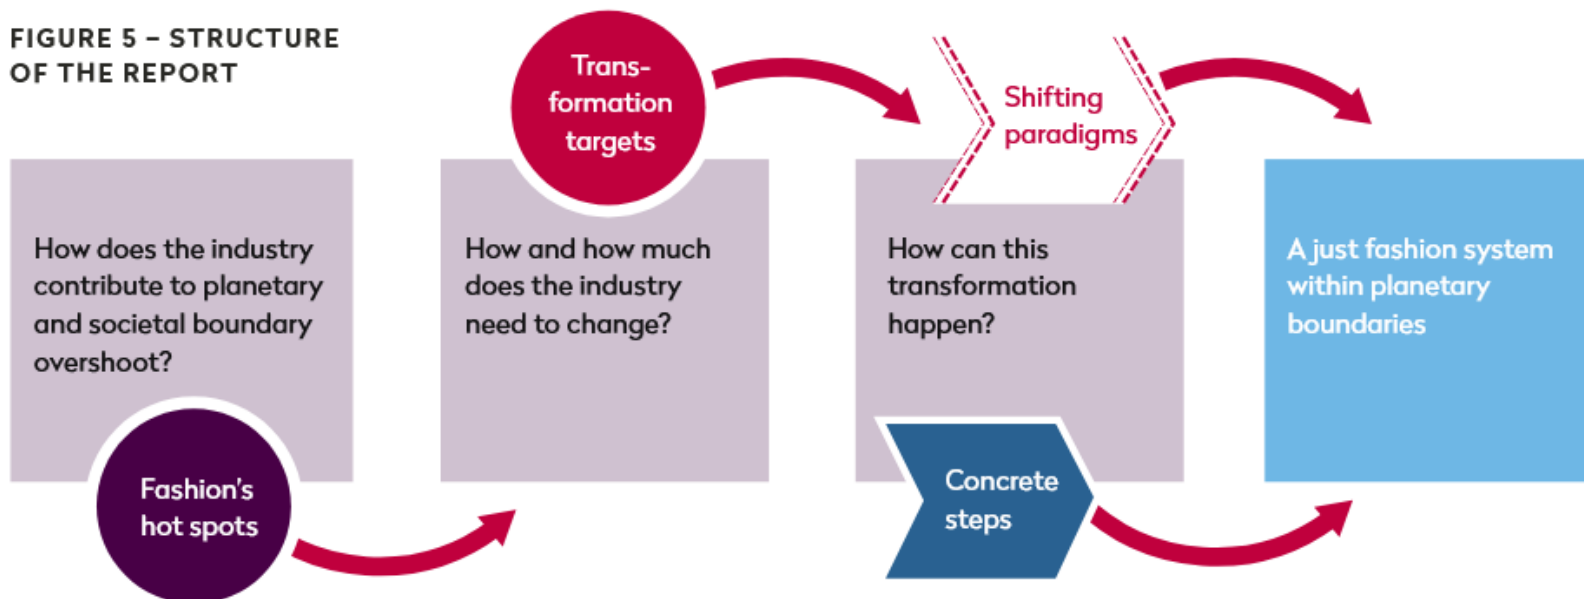 FIGURE 5 – STRUCTURE
OF THE REPORT
How does the industry
contribute to planetary
and societal boundary
overshoot?
Fashion's
hot spots
Trans-
formation
targets
How and how much
does the industry
need to change?
Shifting
paradigms
How can this
transformation
happen?
Concrete
steps
A just fashion system
within planetary
boundaries